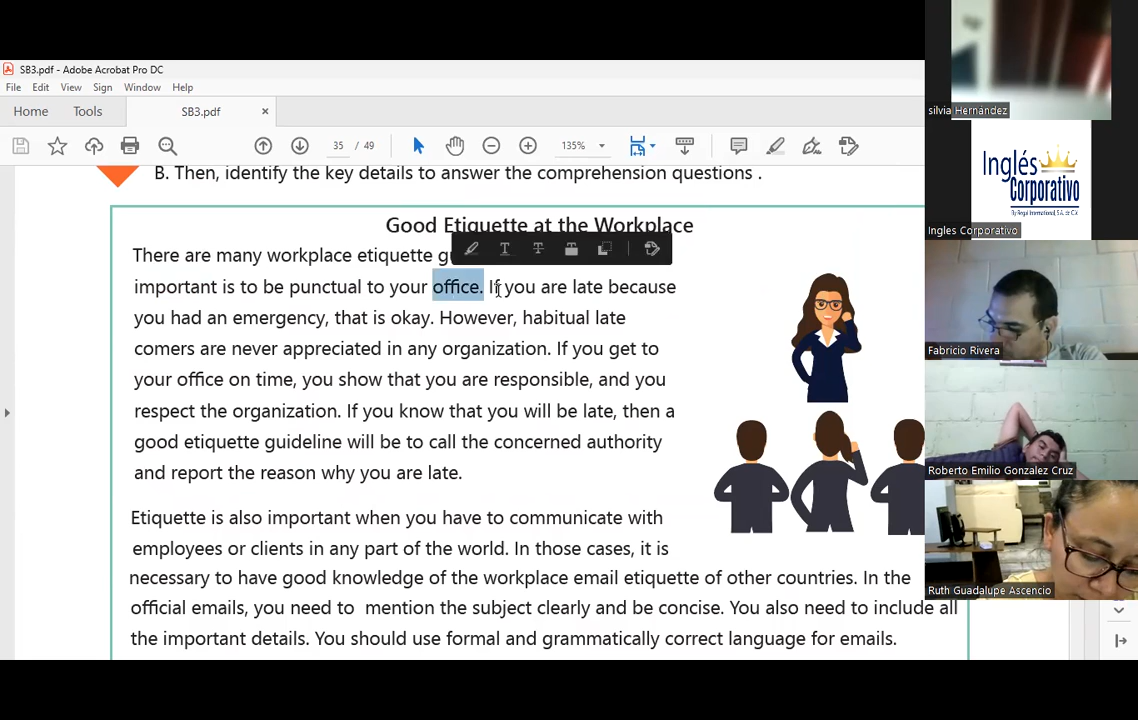 SB3.pdf - Adobe Acrobat Pro DC
File Edit View Sign Window Help
Home Tools SB3.pdf ×
35 / 49 135%
B. Then, identify the key details to answer the comprehension questions .
Good Etiquette at the Workplace
There are many workplace etiquette
important is to be punctual to your office. If you are late because
you had an emergency, that is okay. However, habitual late
comers are never appreciated in any organization. If you get to
your office on time, you show that you are responsible, and you
respect the organization. If you know that you will be late, then a
good etiquette guideline will be to call the concerned authority
and report the reason why you are late.
Etiquette is also important when you have to communicate with
employees or clients in any part of the world. In those cases, it is
necessary to have good knowledge of the workplace email etiquette of other countries. In the
official emails, you need to mention the subject clearly and be concise. You also need to include all
the important details. You should use formal and grammatically correct language for emails.
silvia Hernández
Inglés
Corporativo
By Regal International, S.A. de C.V.
Ingles Corporativo
Fabricio Rivera
Roberto Emilio Gonzalez Cruz
Ruth Guadalupe Ascencio